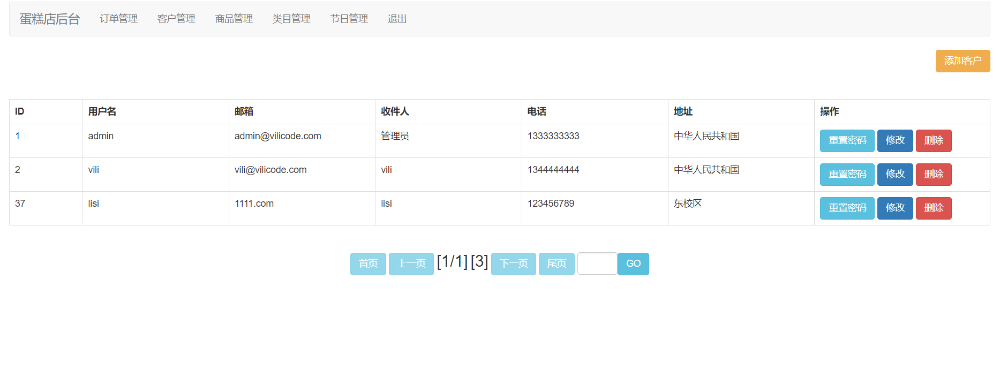 蛋糕店后台 订单管理 客户管理 商品管理 类目管理 节日管理 退出
添加客户
ID 用户名 邮箱 收件人 电话 地址 操作
1 admin admin@vilicode.com 管理员 1333333333 中华人民共和国 重置密码 修改 删除
2 vili vili@vilicode.com vili 1344444444 中华人民共和国 重置密码 修改 删除
37 lisi 1111.com lisi 123456789 东校区 重置密码 修改 删除
首页 上一页 [1/1] [3] 下一页 尾页 GO